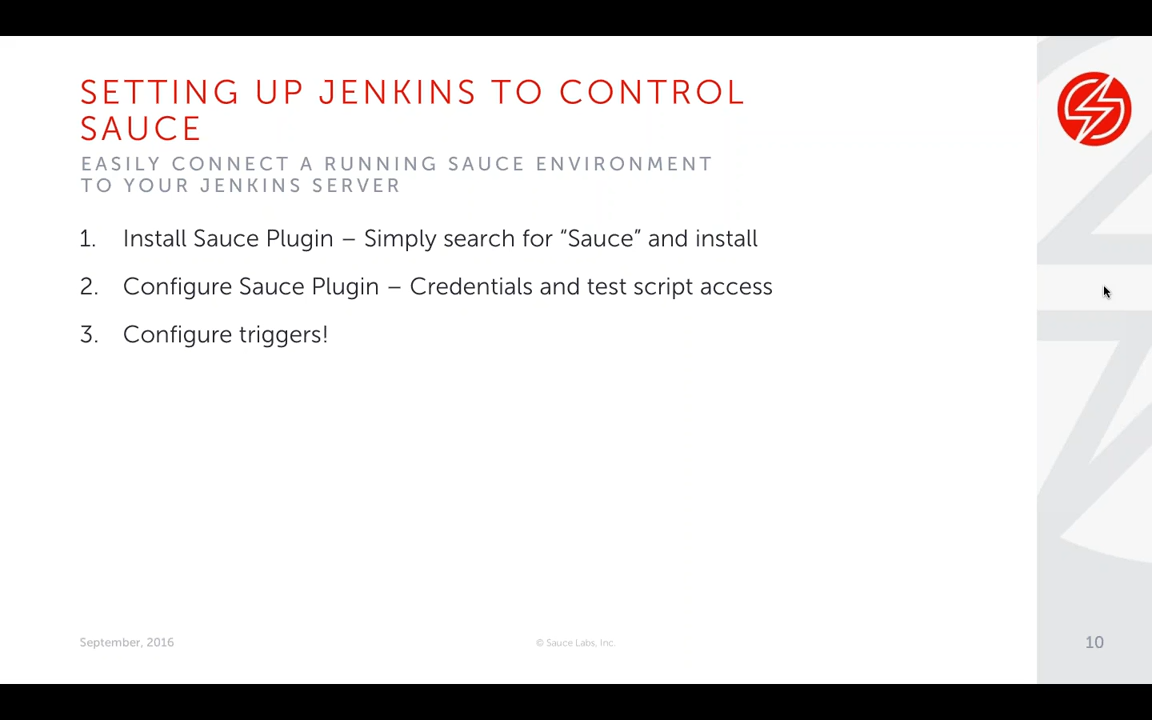 SETTING UP JENKINS TO CONTROL
SAUCE
EASILY CONNECT A RUNNING SAUCE ENVIRONMENT
TO YOUR JENKINS SERVER
1. Install Sauce Plugin – Simply search for “Sauce” and install
2. Configure Sauce Plugin – Credentials and test script access
3. Configure triggers!
September, 2016
© Sauce Labs, Inc.
10